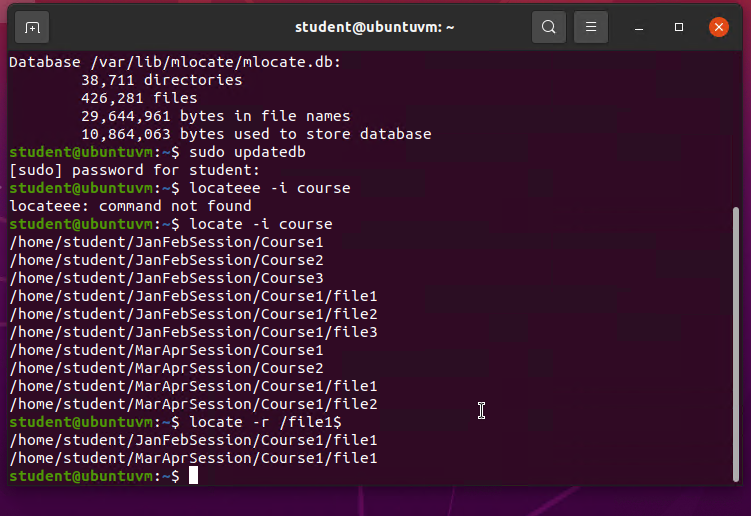 student@ubuntuvm: ~
Database /var/lib/mlocate/mlocate.db:
        38,711 directories
        426,281 files
        29,644,961 bytes in file names
        10,864,063 bytes used to store database
student@ubuntuvm:~$ sudo updatedb
[sudo] password for student:
student@ubuntuvm:~$ locateee -i course
locateee: command not found
student@ubuntuvm:~$ locate -i course
/home/student/JanFebSession/Course1
/home/student/JanFebSession/Course2
/home/student/JanFebSession/Course3
/home/student/JanFebSession/Course1/file1
/home/student/JanFebSession/Course1/file2
/home/student/JanFebSession/Course1/file3
/home/student/MarAprSession/Course1
/home/student/MarAprSession/Course2
/home/student/MarAprSession/Course1/file1
/home/student/MarAprSession/Course1/file2
student@ubuntuvm:~$ locate -r /file1$
/home/student/JanFebSession/Course1/file1
/home/student/MarAprSession/Course1/file1
student@ubuntuvm:~$